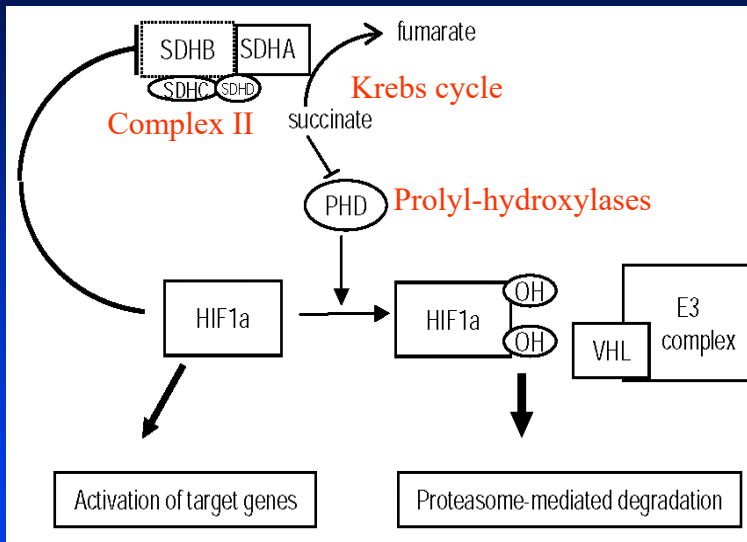 SDHB
SDHA
fumarate
SDHC
SDHD
Krebs cycle
Complex II
succinate
PHD
Prolyl-hydroxylases
HIF1a
HIF1a
OH
OH
VHL
E3
complex
Activation of target genes
Proteasome-mediated degradation